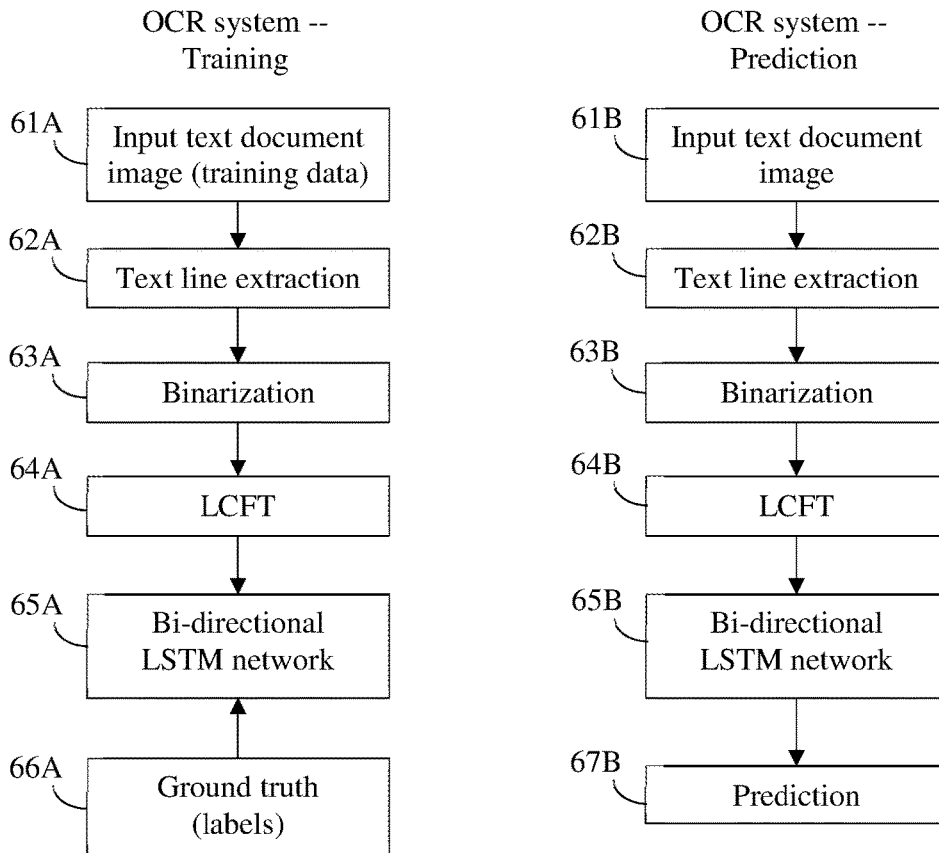 OCR system --
Training
61A
Input text document
image (training data)
62A
Text line extraction
63A
Binarization
64A
LCFT
65A
Bi-directional
LSTM network
66A
Ground truth
(labels)
OCR system --
Prediction
61B
Input text document
image
62B
Text line extraction
63B
Binarization
64B
LCFT
65B
Bi-directional
LSTM network
67B
Prediction